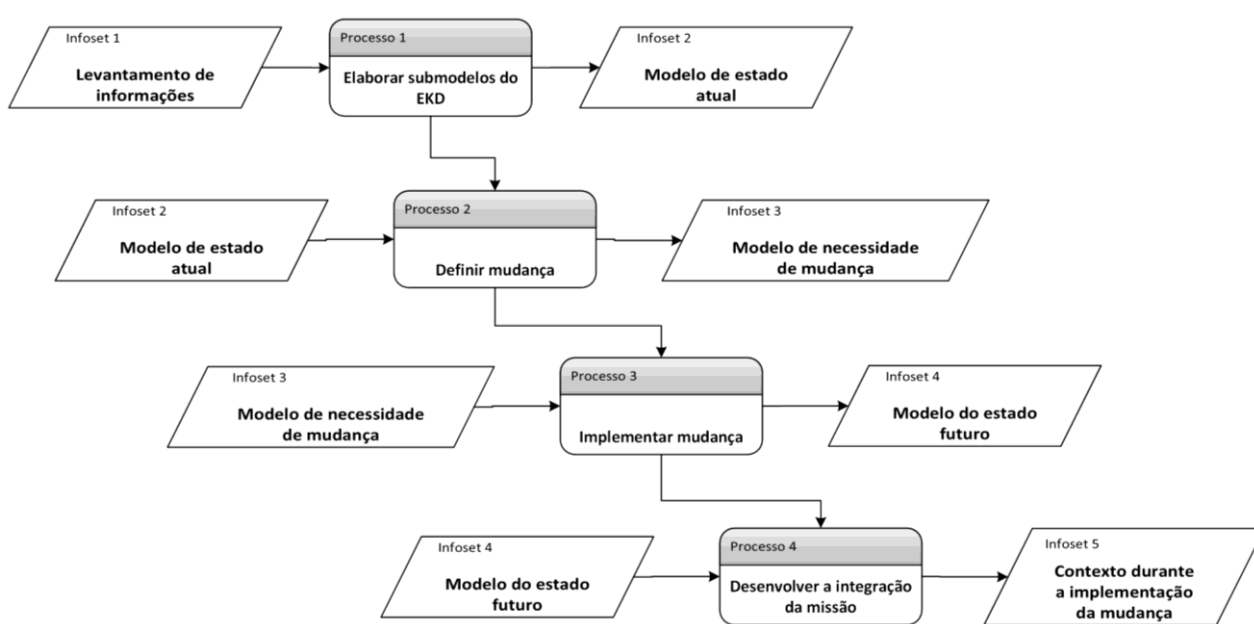 Infoset 1
Levantamento de
informações
Processo 1
Elaborar submodelos do
EKD
Infoset 2
Modelo de estado
atual
Infoset 2
Modelo de estado
atual
Processo 2
Definir mudança
Infoset 3
Modelo de necessidade
de mudança
Infoset 3
Modelo de necessidade
de mudança
Processo 3
Implementar mudança
Infoset 4
Modelo do estado
futuro
Infoset 4
Modelo do estado
futuro
Processo 4
Desenvolver a integração
da missão
Infoset 5
Contexto durante
a implementação
da mudança